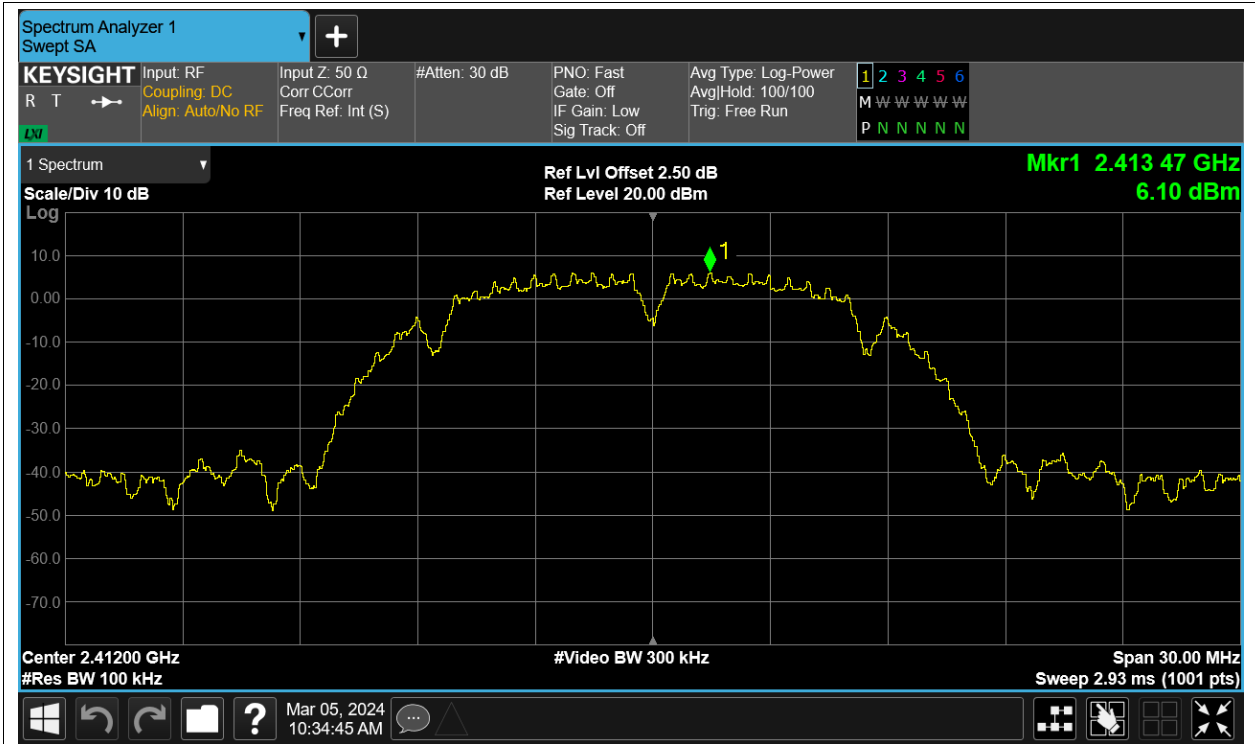 Spectrum Analyzer 1
Swept SA
KEYSIGHT
R T
LXI
Input: RF
Coupling: DC
Align: Auto/No RF
Input Z: 50 Ω
Corr CCorr
Freq Ref: Int (S)
#Atten: 30 dB
PNO: Fast
Gate: Off
IF Gain: Low
Sig Track: Off
Avg Type: Log-Power
Avg|Hold: 100/100
Trig: Free Run
1 2 3 4 5 6
M W W W W W
P N N N N N
1 Spectrum
Scale/Div 10 dB
Log
Ref Lvl Offset 2.50 dB
Ref Level 20.00 dBm
Mkr1 2.413 47 GHz
6.10 dBm
1
10.0
0.00
-10.0
-20.0
-30.0
-40.0
-50.0
-60.0
-70.0
Center 2.41200 GHz
#Video BW 300 kHz
Span 30.00 MHz
#Res BW 100 kHz
Sweep 2.93 ms (1001 pts)
?
Mar 05, 2024
10:34:45 AM